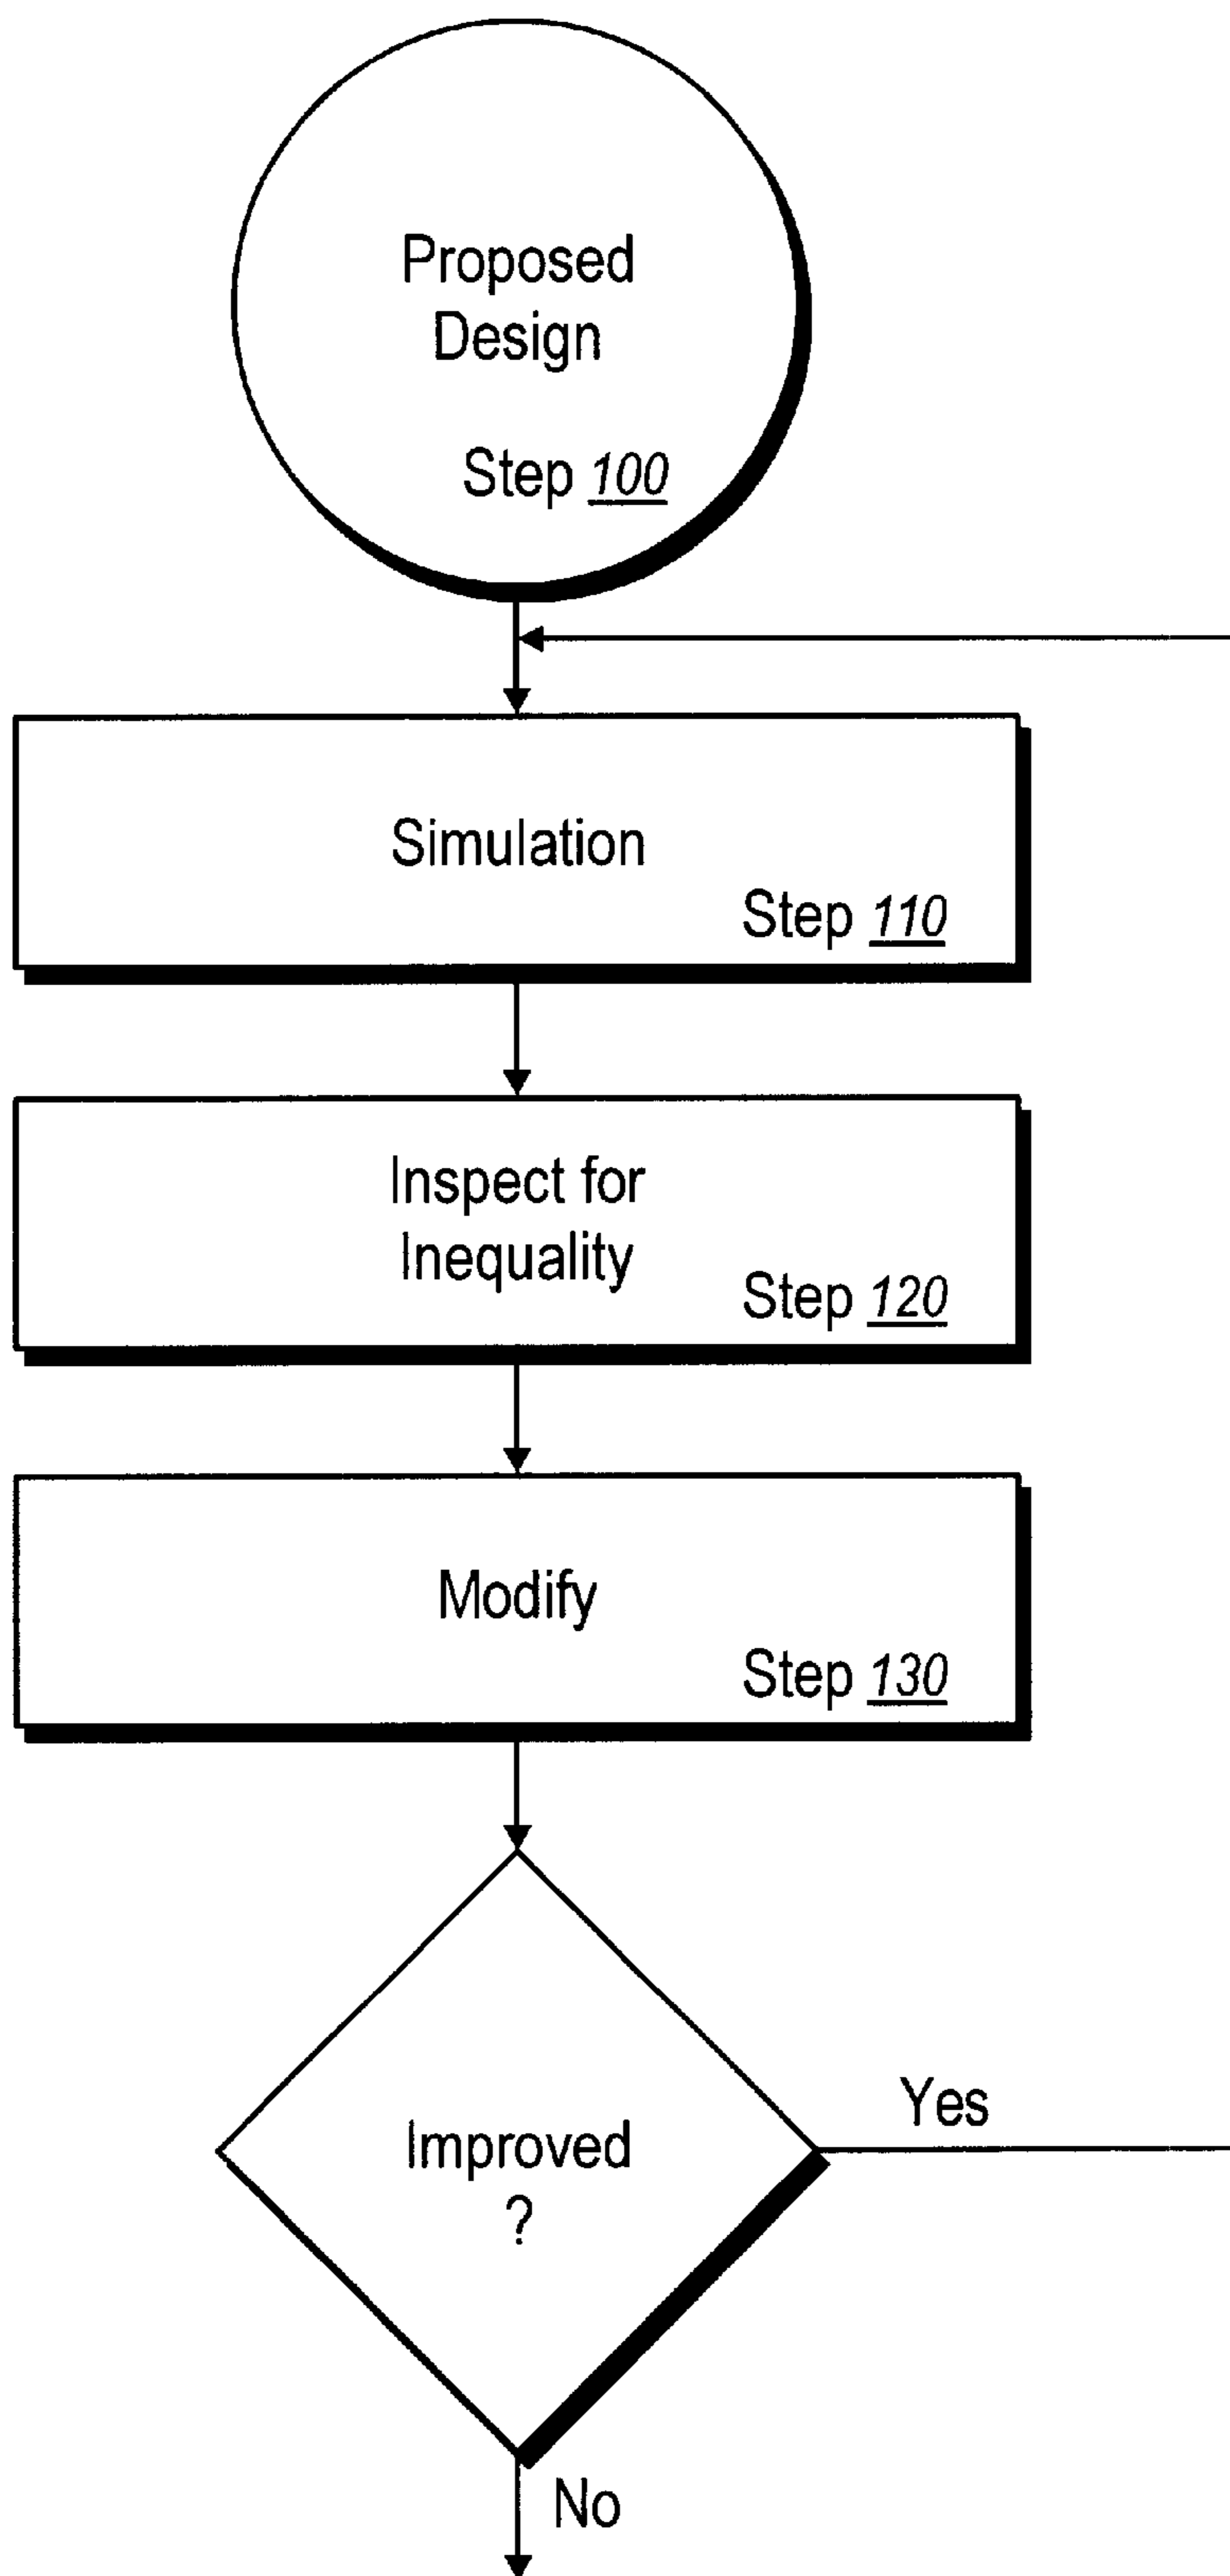 Proposed
Design
Step 100
Simulation
Step 110
Inspect for
Inequality
Step 120
Modify
Step 130
Improved
?
Yes
No